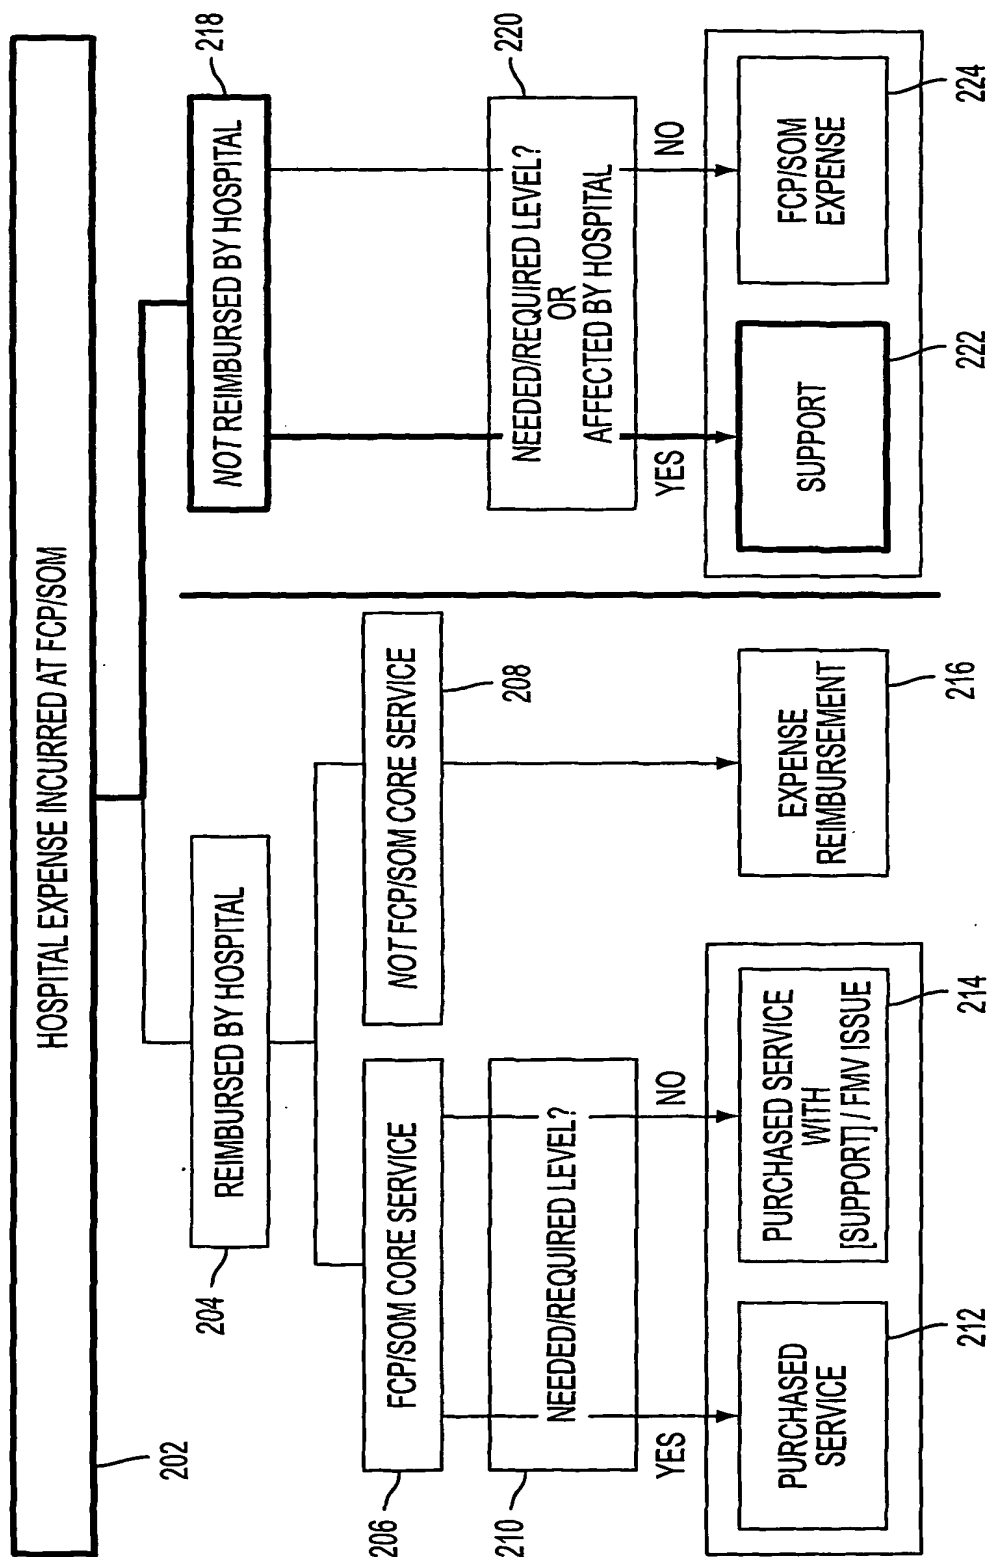 HOSPITAL EXPENSE INCURRED AT FCP/SOM
202
REIMBURSED BY HOSPITAL
204
NOT REIMBURSED BY HOSPITAL
218
FCP/SOM CORE SERVICE
206
NOT FCP/SOM CORE SERVICE
208
NEEDED/REQUIRED LEVEL?
210
NEEDED/REQUIRED LEVEL?
OR
AFFECTED BY HOSPITAL
220
YES
NO
YES
NO
PURCHASED
SERVICE
212
PURCHASED SERVICE
WITH
[SUPPORT] / FMV ISSUE
214
EXPENSE
REIMBURSEMENT
216
SUPPORT
222
FCP/SOM
EXPENSE
224